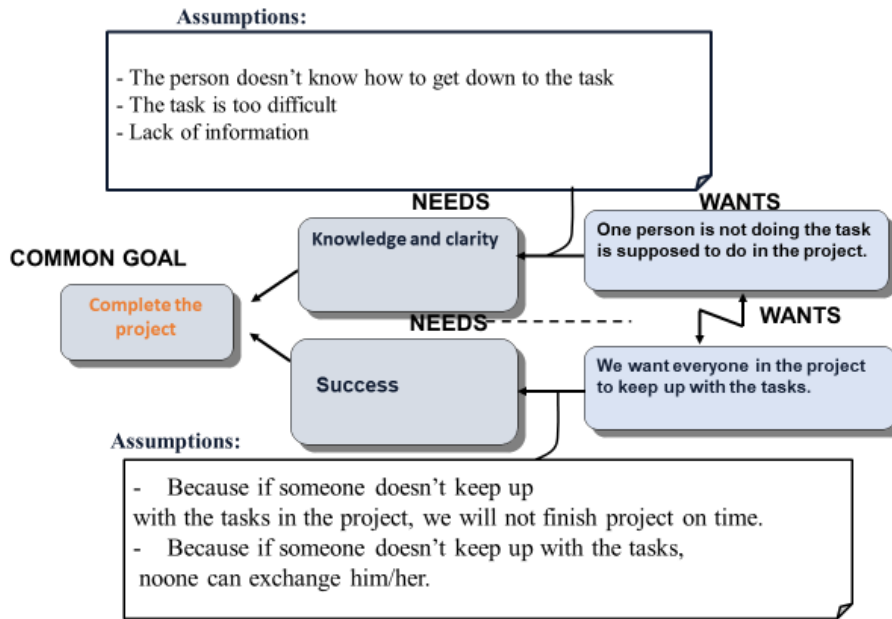 Assumptions:
- The person doesn't know how to get down to the task
- The task is too difficult
- Lack of information
NEEDS
WANTS
Knowledge and clarity
One person is not doing the task
is supposed to do in the project.
COMMON GOAL
Complete the
project
NEEDS
WANTS
Success
We want everyone in the project
to keep up with the tasks.
Assumptions:
- Because if someone doesn't keep up
with the tasks in the project, we will not finish project on time.
- Because if someone doesn't keep up with the tasks,
noone can exchange him/her.